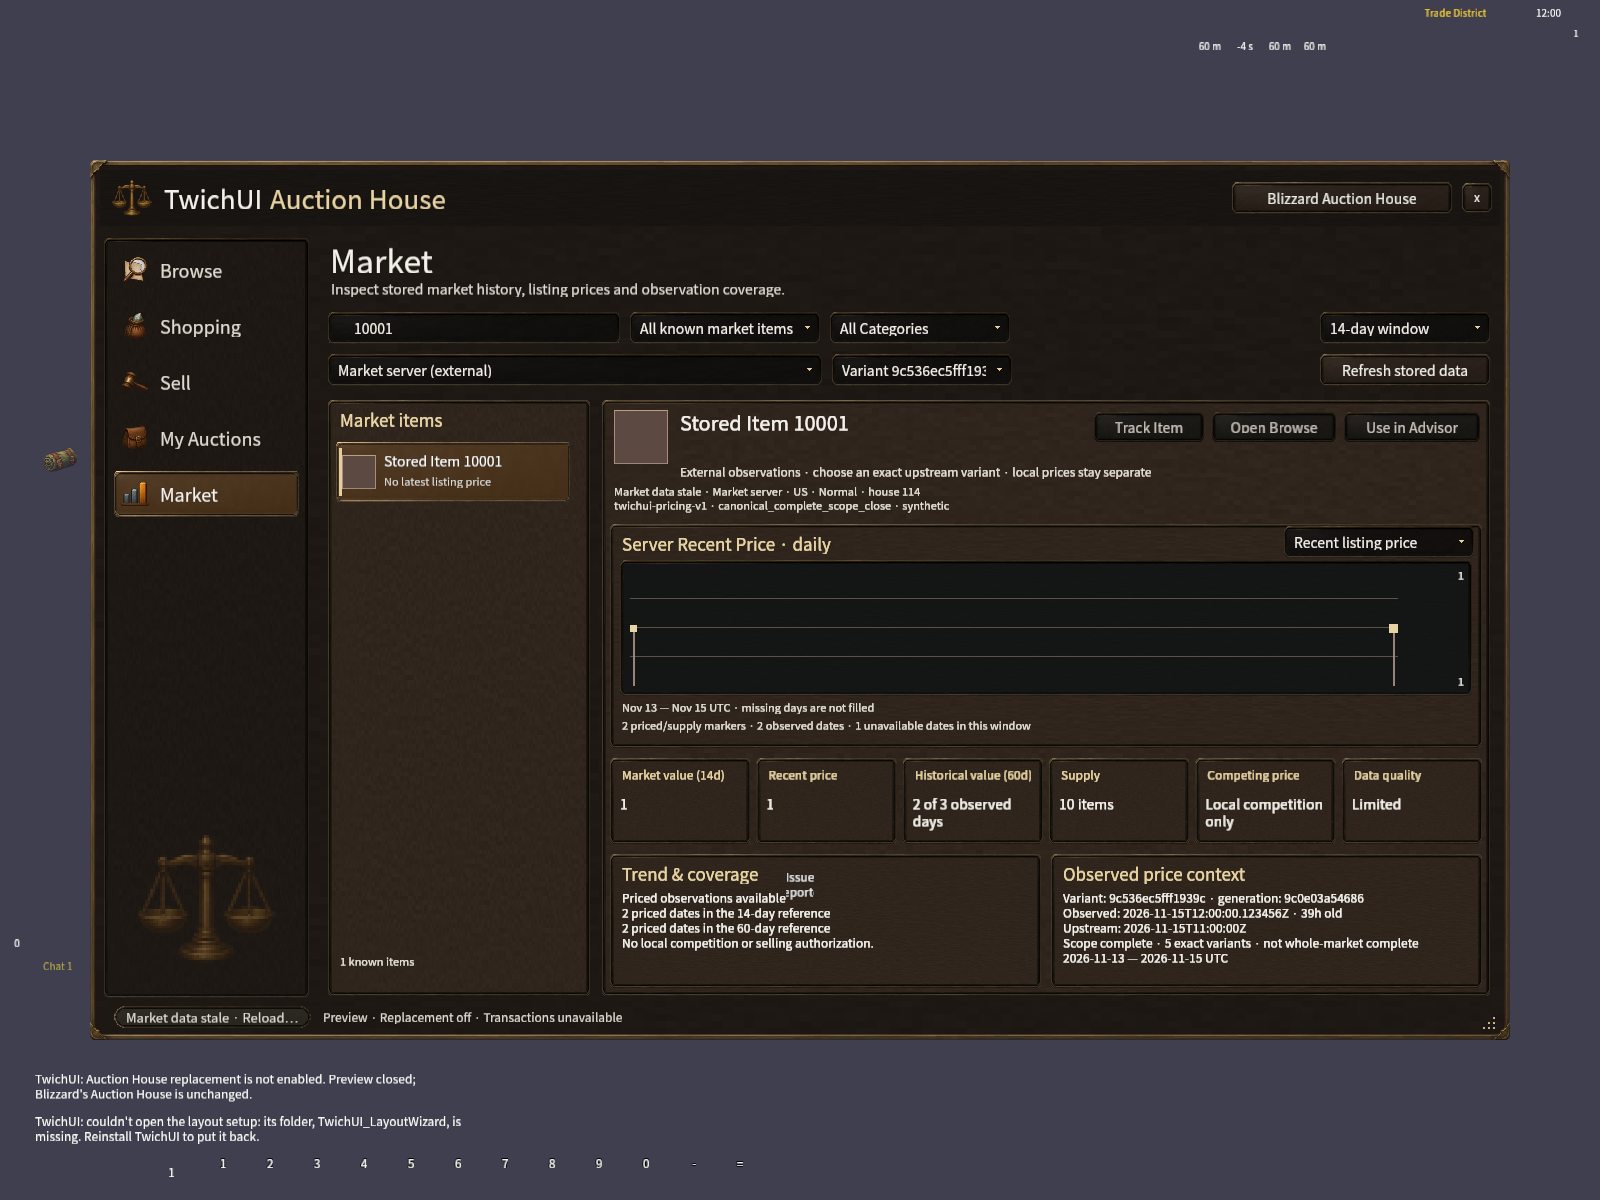 Trade District
12:00
1
60 m -4 s 60 m 60 m
TwichUI Auction House
Blizzard Auction House
x
Browse
Shopping
Sell
My Auctions
Market
Market
Inspect stored market history, listing prices and observation coverage.
10001
All known market items
All Categories
14-day window
Market server (external)
Variant 9c536ec5fff193
Refresh stored data
Market items
Stored Item 10001
No latest listing price
1 known items
Stored Item 10001
Track Item
Open Browse
Use in Advisor
External observations · choose an exact upstream variant · local prices stay separate
Market data stale · Market server · US · Normal · house 114
twichui-pricing-v1 · canonical_complete_scope_close · synthetic
Server Recent Price · daily
Recent listing price
1
1
Nov 13 — Nov 15 UTC · missing days are not filled
2 priced/supply markers · 2 observed dates · 1 unavailable dates in this window
Market value (14d)
1
Recent price
1
Historical value (60d)
2 of 3 observed
days
Supply
10 items
Competing price
Local competition
only
Data quality
Limited
Trend & coverage
Issue
port
Priced observations available
2 priced dates in the 14-day reference
2 priced dates in the 60-day reference
No local competition or selling authorization.
Observed price context
Variant: 9c536ec5fff1939c · generation: 9c0e03a54686
Observed: 2026-11-15T12:00:00.123456Z · 39h old
Upstream: 2026-11-15T11:00:00Z
Scope complete · 5 exact variants · not whole-market complete
2026-11-13 — 2026-11-15 UTC
0
Chat 1
Market data stale · Reload...
Preview · Replacement off · Transactions unavailable
TwichUI: Auction House replacement is not enabled. Preview closed;
Blizzard's Auction House is unchanged.
TwichUI: couldn't open the layout setup: its folder, TwichUI_LayoutWizard, is
missing. Reinstall TwichUI to put it back.
1
1 2 3 4 5 6 7 8 9 0 - =